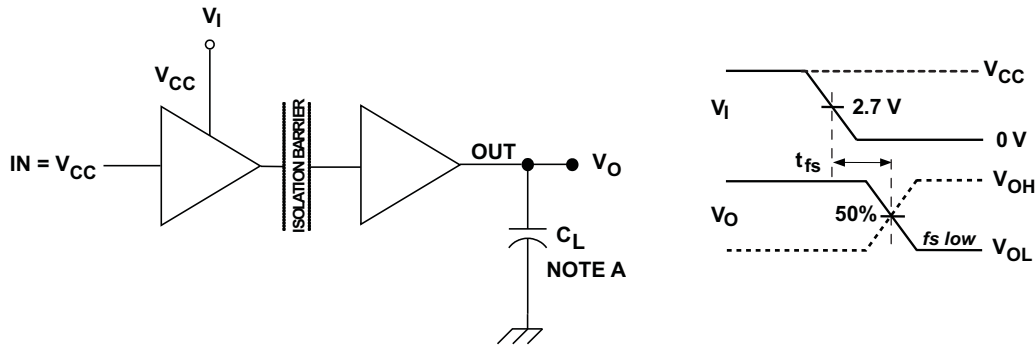 VI
VCC
IN = VCC
ISOLATION BARRIER
OUT
VO
CL
NOTE A
VCC
VI
2.7 V
0 V
tfs
VOH
VO
50%
fs low
VOL